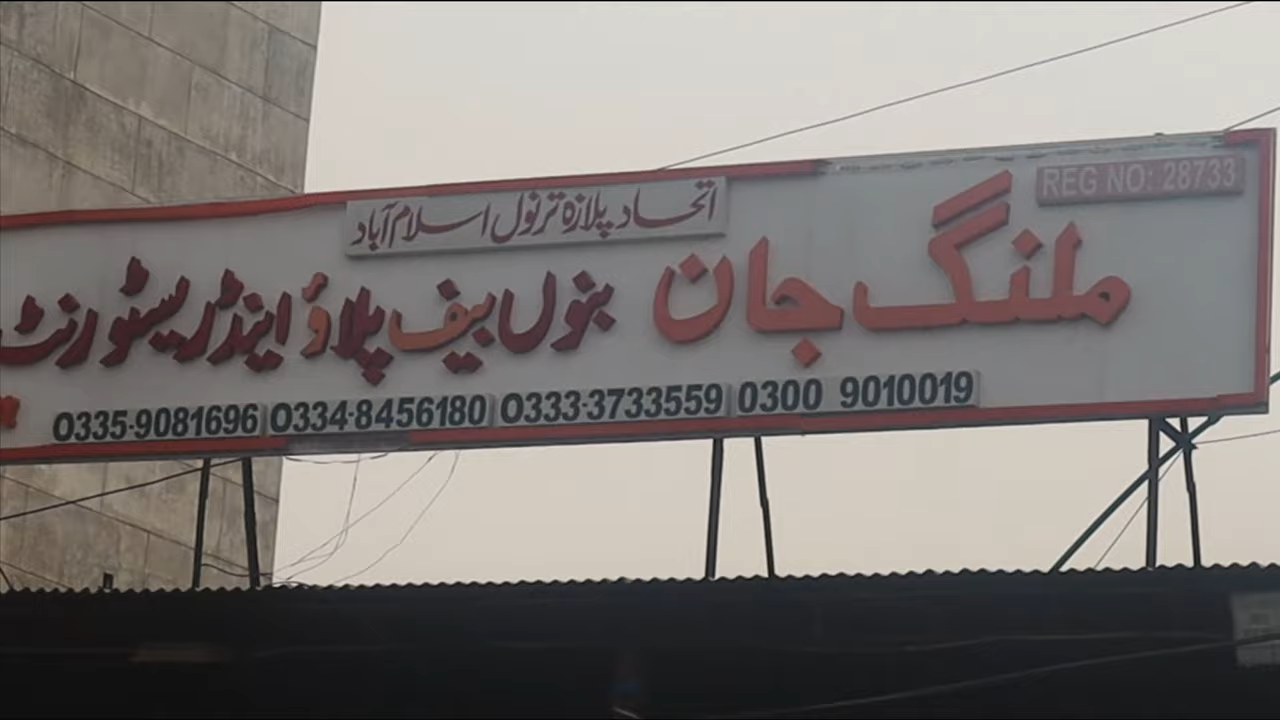 REG NO: 28733
اتحاد پلازہ ترنول اسلام آباد
ملنگ جان بنوں بیف پلاؤ اینڈ ریسٹورنٹ
0335-9081696 0334-8456180 0333-3733559 0300 9010019